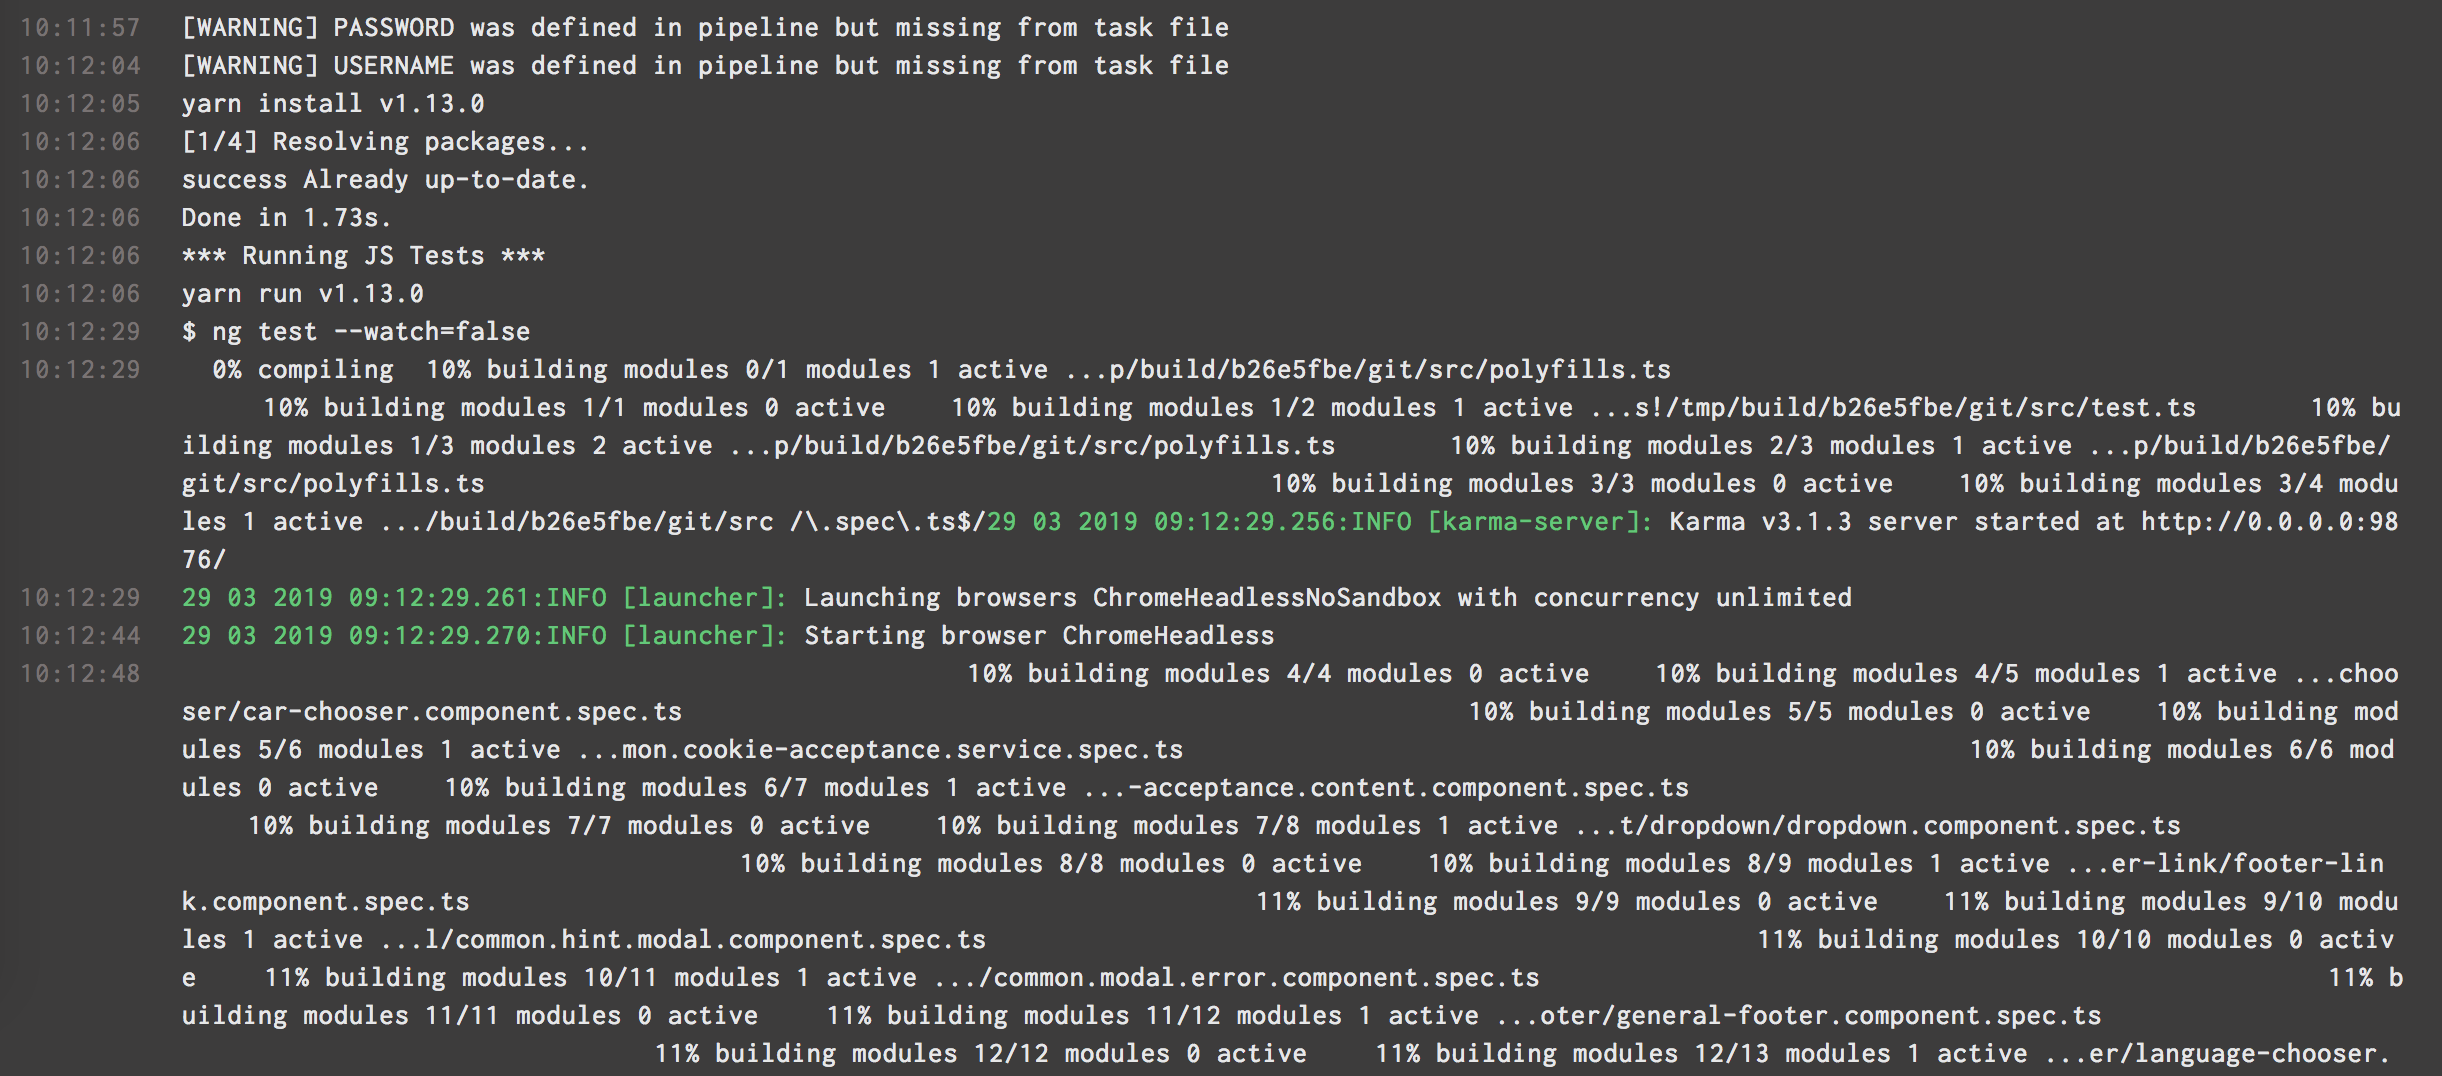 10:11:57 [WARNING] PASSWORD was defined in pipeline but missing from task file
10:12:04 [WARNING] USERNAME was defined in pipeline but missing from task file
10:12:05 yarn install v1.13.0
10:12:06 [1/4] Resolving packages...
10:12:06 success Already up-to-date.
10:12:06 Done in 1.73s.
10:12:06 *** Running JS Tests ***
10:12:06 yarn run v1.13.0
10:12:29 $ ng test --watch=false
10:12:29 0% compiling 10% building modules 0/1 modules 1 active ...p/build/b26e5fbe/git/src/polyfills.ts
10% building modules 1/1 modules 0 active 10% building modules 1/2 modules 1 active ...s!/tmp/build/b26e5fbe/git/src/test.ts 10% bu
ilding modules 1/3 modules 2 active ...p/build/b26e5fbe/git/src/polyfills.ts 10% building modules 2/3 modules 1 active ...p/build/b26e5fbe/
git/src/polyfills.ts 10% building modules 3/3 modules 0 active 10% building modules 3/4 modu
les 1 active .../build/b26e5fbe/git/src /\.spec\.ts$/29 03 2019 09:12:29.256:INFO [karma-server]: Karma v3.1.3 server started at http://0.0.0.0:98
76/
10:12:29 29 03 2019 09:12:29.261:INFO [launcher]: Launching browsers ChromeHeadlessNoSandbox with concurrency unlimited
10:12:44 29 03 2019 09:12:29.270:INFO [launcher]: Starting browser ChromeHeadless
10:12:48 10% building modules 4/4 modules 0 active 10% building modules 4/5 modules 1 active ...choo
ser/car-chooser.component.spec.ts 10% building modules 5/5 modules 0 active 10% building mod
ules 5/6 modules 1 active ...mon.cookie-acceptance.service.spec.ts 10% building modules 6/6 mod
ules 0 active 10% building modules 6/7 modules 1 active ...-acceptance.content.component.spec.ts
10% building modules 7/7 modules 0 active 10% building modules 7/8 modules 1 active ...t/dropdown/dropdown.component.spec.ts
10% building modules 8/8 modules 0 active 10% building modules 8/9 modules 1 active ...er-link/footer-lin
k.component.spec.ts 11% building modules 9/9 modules 0 active 11% building modules 9/10 modu
les 1 active ...l/common.hint.modal.component.spec.ts 11% building modules 10/10 modules 0 activ
e 11% building modules 10/11 modules 1 active .../common.modal.error.component.spec.ts 11% b
uilding modules 11/11 modules 0 active 11% building modules 11/12 modules 1 active ...oter/general-footer.component.spec.ts
11% building modules 12/12 modules 0 active 11% building modules 12/13 modules 1 active ...er/language-chooser.